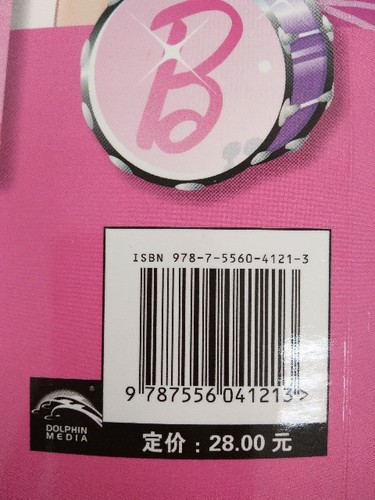 B
ISBN 978-7-5560-4121-3
9 787556 041213>
DOLPHIN
MEDIA
®
定价：28.00 元